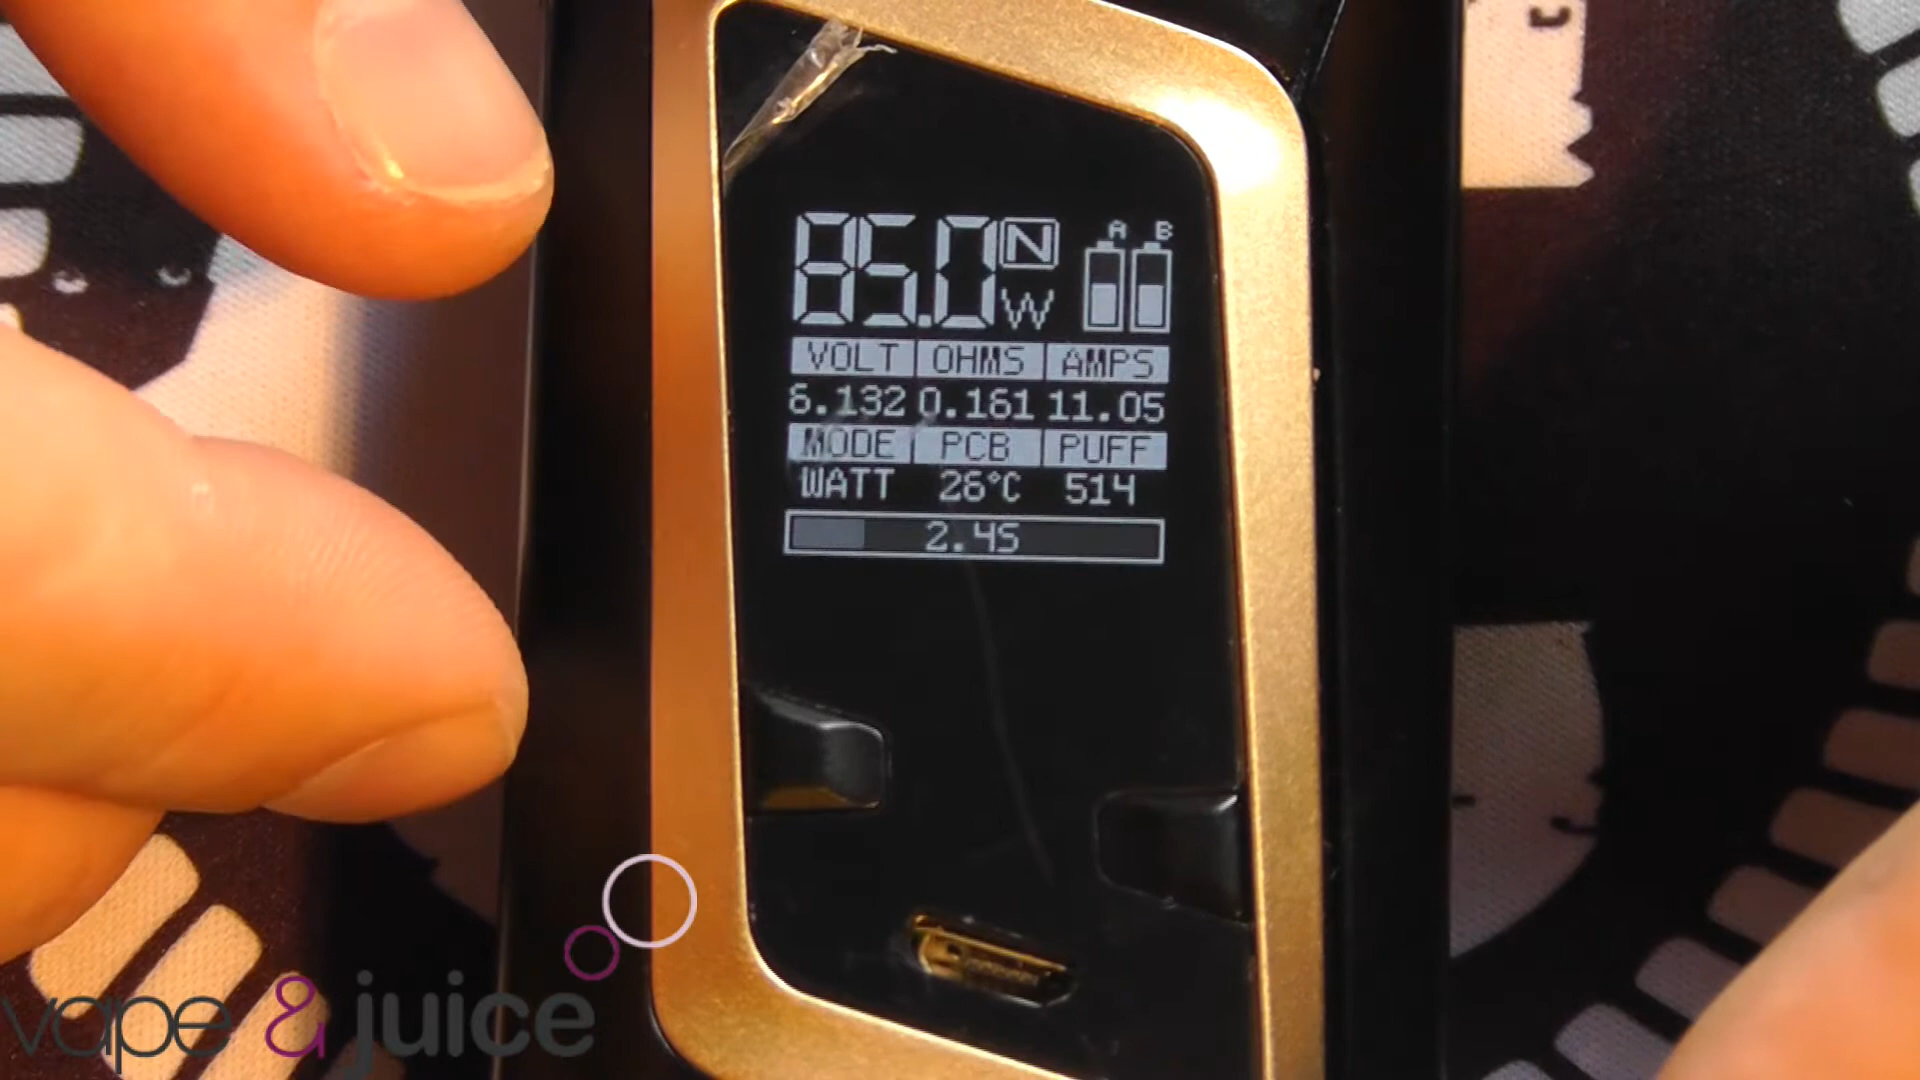 A B
85.0 N
W
VOLT OHMS AMPS
6.132 0.161 11.05
MODE PCB PUFF
WATT 26°C 514
2.4S
vape & juice